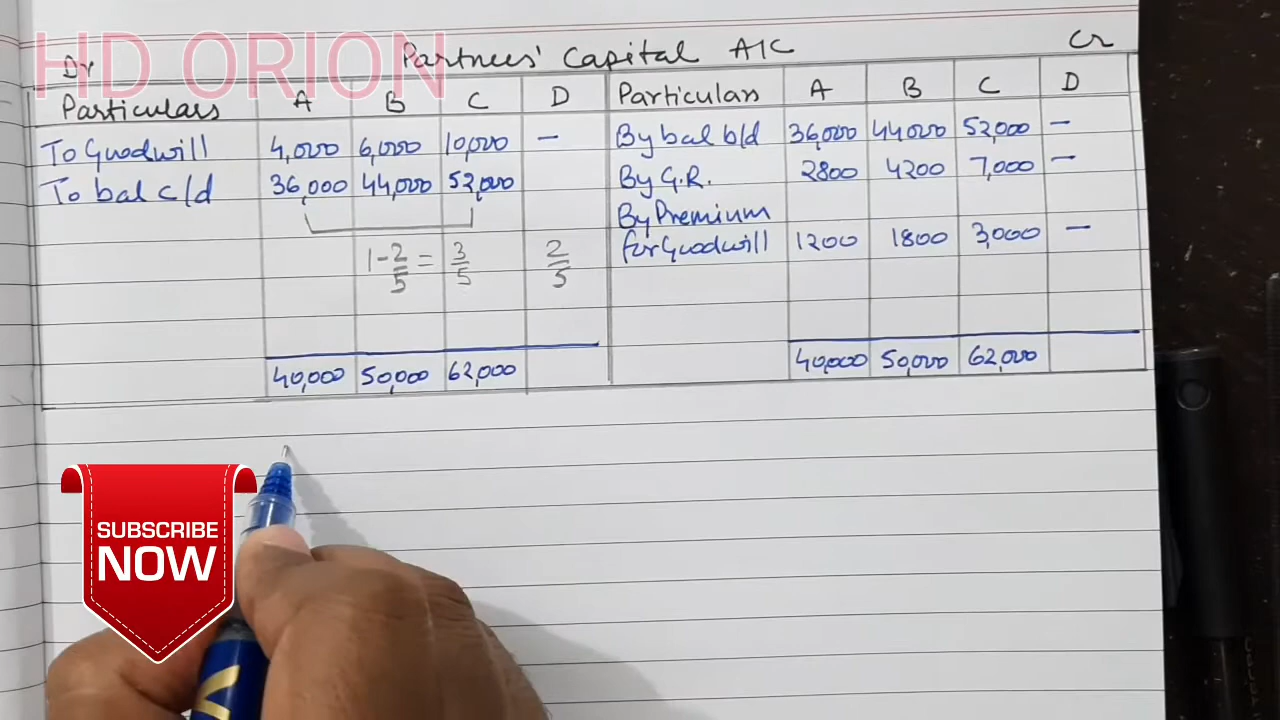 HD ORION
Dr Partners' Capital A/C Cr
Particulars A B C D Particulars A B C D
To Goodwill 4,000 6,000 10,000 — By bal b/d 36,000 44,000 52,000 —
To bal c/d 36,000 44,000 52,000 By G.R. 2800 4200 7,000 —
By Premium
for Goodwill 1200 1800 3,000 —
1-2/5 = 3/5 2/5
40,000 50,000 62,000 40,000 50,000 62,000
SUBSCRIBE
NOW